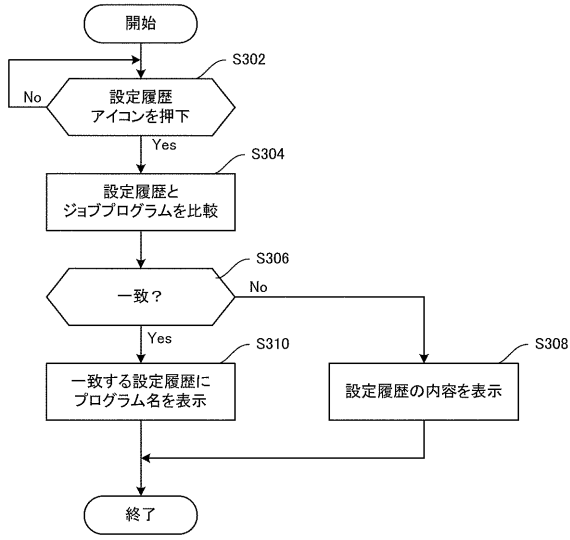 開始
S302
No
設定履歴
アイコンを押下
Yes
S304
設定履歴と
ジョブプログラムを比較
S306
一致？
No
Yes
S310
一致する設定履歴に
プログラム名を表示
S308
設定履歴の内容を表示
終了